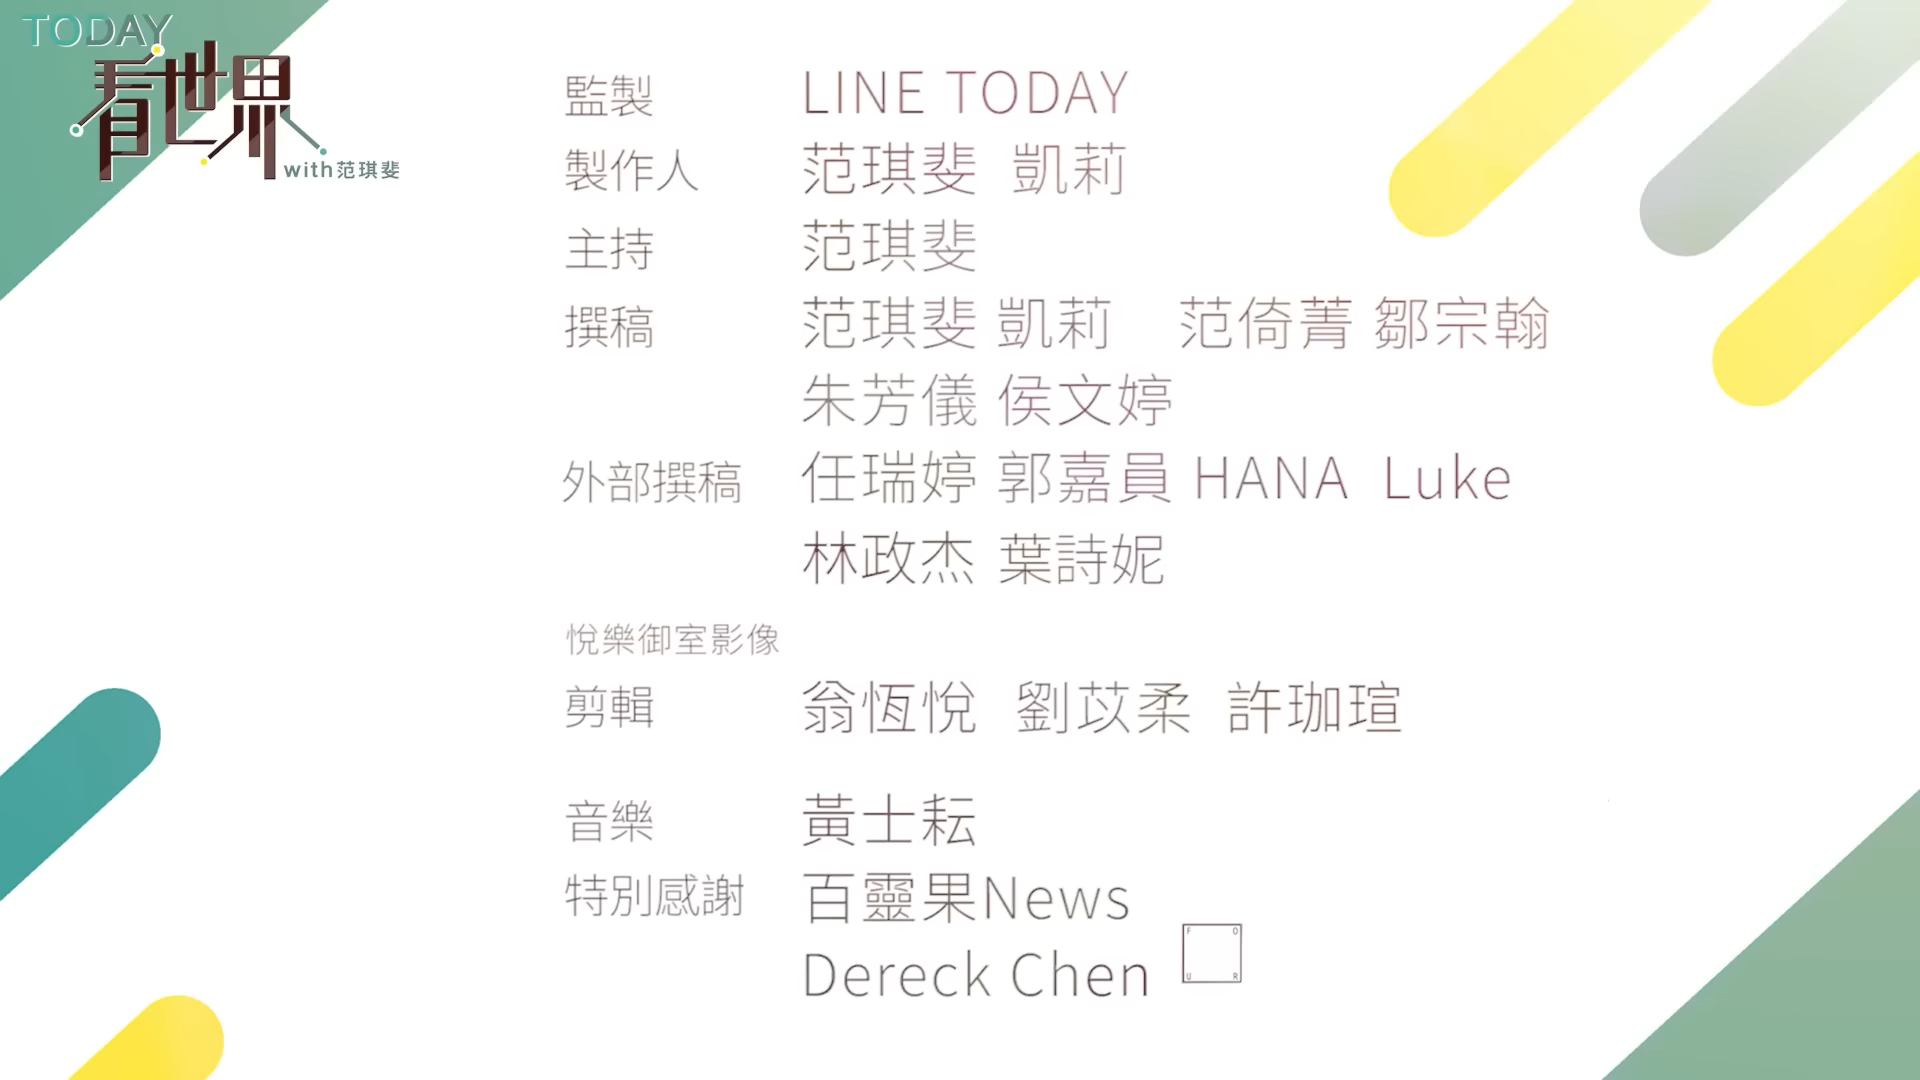 TODAY
看世界
with范琪斐
監製 LINE TODAY
製作人 范琪斐 凱莉
主持 范琪斐
撰稿 范琪斐 凱莉 范倚菁 鄒宗翰
朱芳儀 侯文婷
外部撰稿 任瑞婷 郭嘉員 HANA Luke
林政杰 葉詩妮
悅樂御室影像
剪輯 翁恆悅 劉苡柔 許珈瑄
音樂 黃士耘
特別感謝 百靈果News
Dereck Chen
F O
U R